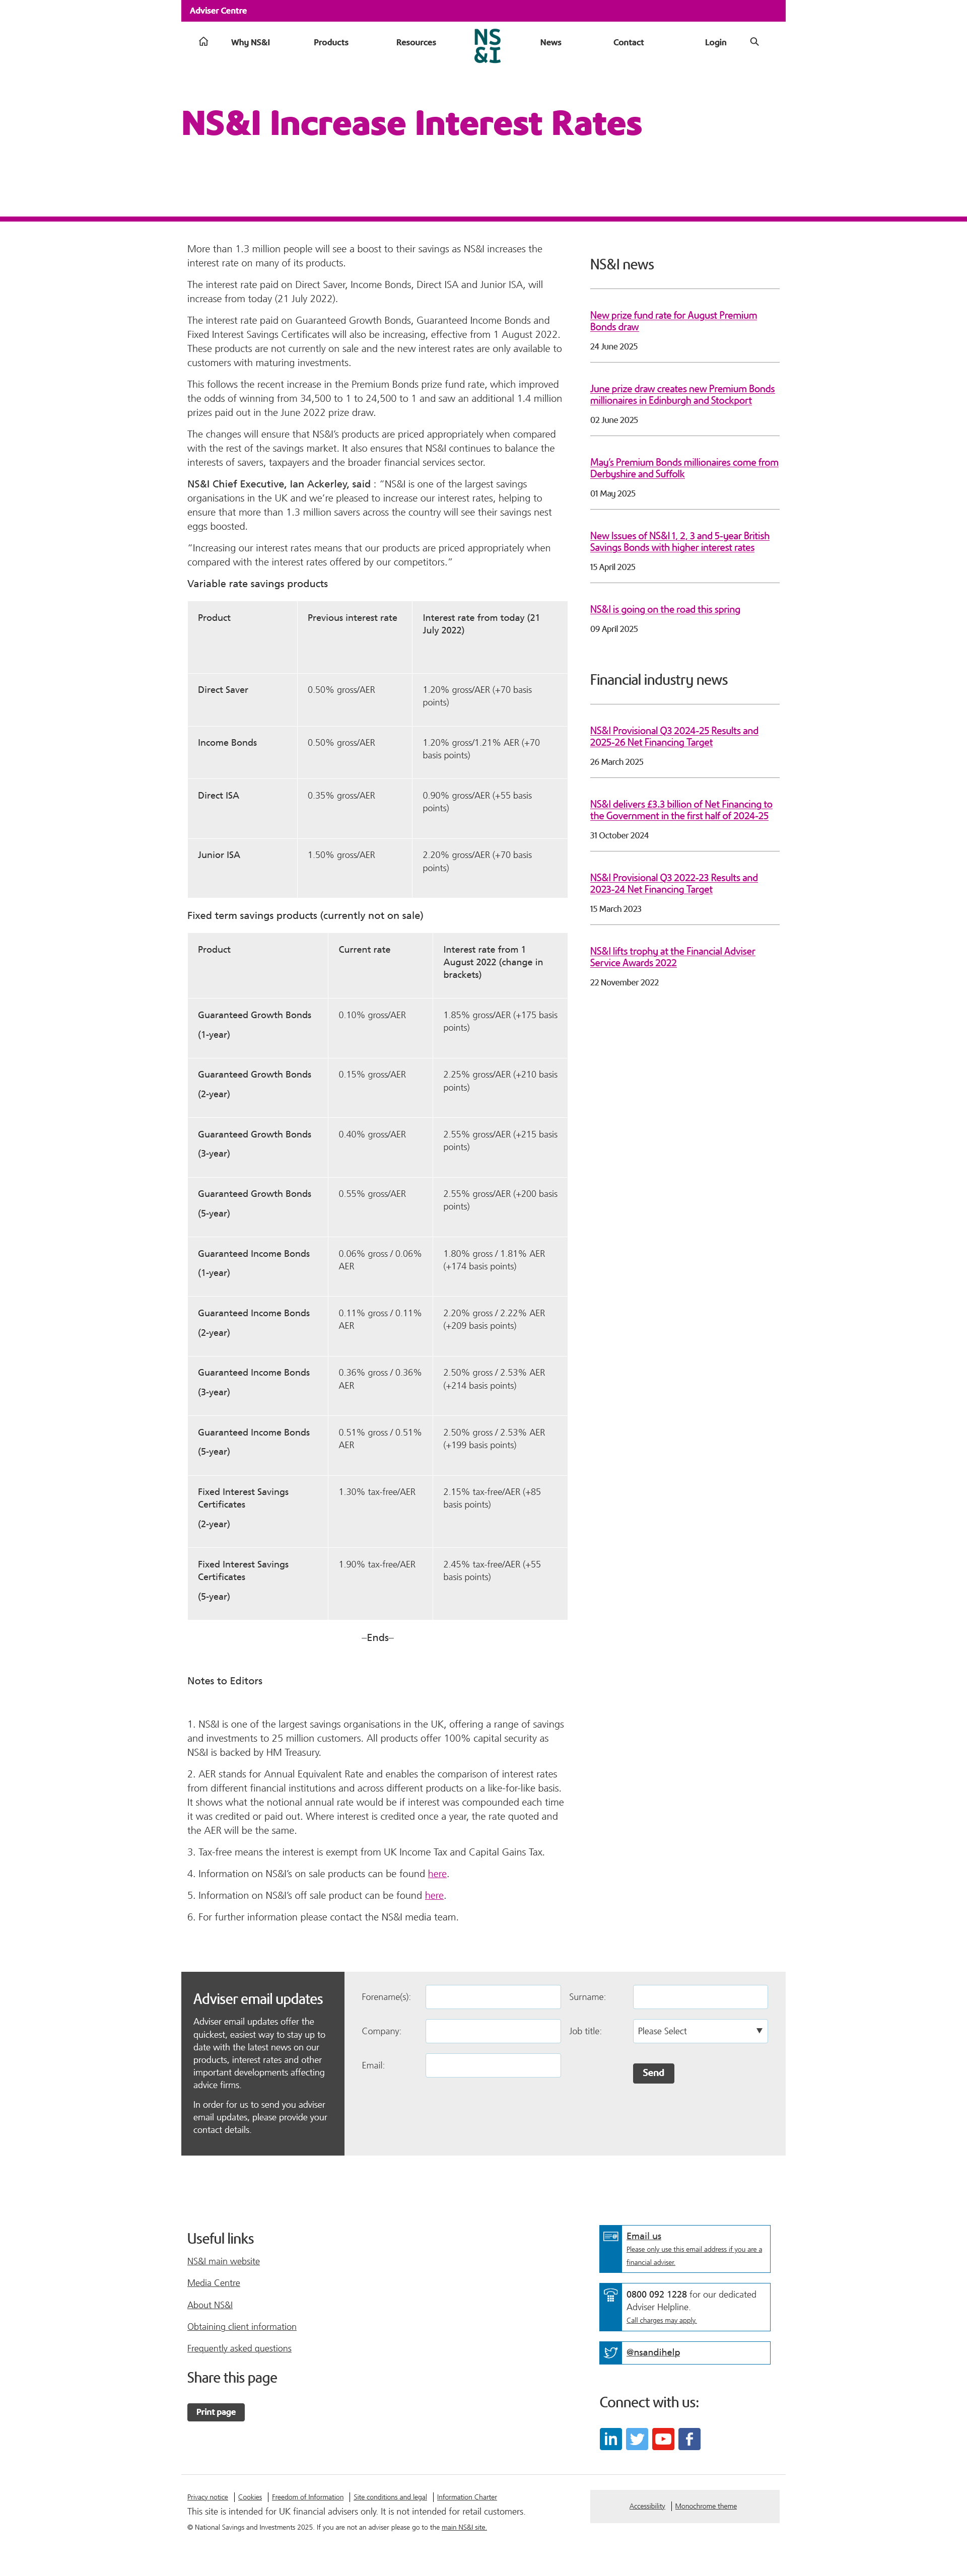 Adviser Centre
Why NS&I
Products
Resources
NS
&I
News
Contact
Login
NS&I Increase Interest Rates
More than 1.3 million people will see a boost to their savings as NS&I increases the
interest rate on many of its products.
The interest rate paid on Direct Saver, Income Bonds, Direct ISA and Junior ISA, will
increase from today (21 July 2022).
The interest rate paid on Guaranteed Growth Bonds, Guaranteed Income Bonds and
Fixed Interest Savings Certificates will also be increasing, effective from 1 August 2022.
These products are not currently on sale and the new interest rates are only available to
customers with maturing investments.
This follows the recent increase in the Premium Bonds prize fund rate, which improved
the odds of winning from 34,500 to 1 to 24,500 to 1 and saw an additional 1.4 million
prizes paid out in the June 2022 prize draw.
The changes will ensure that NS&I's products are priced appropriately when compared
with the rest of the savings market. It also ensures that NS&I continues to balance the
interests of savers, taxpayers and the broader financial services sector.
NS&I Chief Executive, Ian Ackerley, said : “NS&I is one of the largest savings
organisations in the UK and we're pleased to increase our interest rates, helping to
ensure that more than 1.3 million savers across the country will see their savings nest
eggs boosted.
“Increasing our interest rates means that our products are priced appropriately when
compared with the interest rates offered by our competitors.”
Variable rate savings products
Product
Previous interest rate
Interest rate from today (21
July 2022)
Direct Saver
0.50% gross/AER
1.20% gross/AER (+70 basis
points)
Income Bonds
0.50% gross/AER
1.20% gross/1.21% AER (+70
basis points)
Direct ISA
0.35% gross/AER
0.90% gross/AER (+55 basis
points)
Junior ISA
1.50% gross/AER
2.20% gross/AER (+70 basis
points)
Fixed term savings products (currently not on sale)
Product
Current rate
Interest rate from 1
August 2022 (change in
brackets)
Guaranteed Growth Bonds
(1-year)
0.10% gross/AER
1.85% gross/AER (+175 basis
points)
Guaranteed Growth Bonds
(2-year)
0.15% gross/AER
2.25% gross/AER (+210 basis
points)
Guaranteed Growth Bonds
(3-year)
0.40% gross/AER
2.55% gross/AER (+215 basis
points)
Guaranteed Growth Bonds
(5-year)
0.55% gross/AER
2.55% gross/AER (+200 basis
points)
Guaranteed Income Bonds
(1-year)
0.06% gross / 0.06%
AER
1.80% gross / 1.81% AER
(+174 basis points)
Guaranteed Income Bonds
(2-year)
0.11% gross / 0.11%
AER
2.20% gross / 2.22% AER
(+209 basis points)
Guaranteed Income Bonds
(3-year)
0.36% gross / 0.36%
AER
2.50% gross / 2.53% AER
(+214 basis points)
Guaranteed Income Bonds
(5-year)
0.51% gross / 0.51%
AER
2.50% gross / 2.53% AER
(+199 basis points)
Fixed Interest Savings
Certificates
(2-year)
1.30% tax-free/AER
2.15% tax-free/AER (+85
basis points)
Fixed Interest Savings
Certificates
(5-year)
1.90% tax-free/AER
2.45% tax-free/AER (+55
basis points)
–Ends–
Notes to Editors
1. NS&I is one of the largest savings organisations in the UK, offering a range of savings
and investments to 25 million customers. All products offer 100% capital security as
NS&I is backed by HM Treasury.
2. AER stands for Annual Equivalent Rate and enables the comparison of interest rates
from different financial institutions and across different products on a like-for-like basis.
It shows what the notional annual rate would be if interest was compounded each time
it was credited or paid out. Where interest is credited once a year, the rate quoted and
the AER will be the same.
3. Tax-free means the interest is exempt from UK Income Tax and Capital Gains Tax.
4. Information on NS&I's on sale products can be found here.
5. Information on NS&I's off sale product can be found here.
6. For further information please contact the NS&I media team.
NS&I news
New prize fund rate for August Premium
Bonds draw
24 June 2025
June prize draw creates new Premium Bonds
millionaires in Edinburgh and Stockport
02 June 2025
May's Premium Bonds millionaires come from
Derbyshire and Suffolk
01 May 2025
New Issues of NS&I 1, 2, 3 and 5-year British
Savings Bonds with higher interest rates
15 April 2025
NS&I is going on the road this spring
09 April 2025
Financial industry news
NS&I Provisional Q3 2024-25 Results and
2025-26 Net Financing Target
26 March 2025
NS&I delivers £3.3 billion of Net Financing to
the Government in the first half of 2024-25
31 October 2024
NS&I Provisional Q3 2022-23 Results and
2023-24 Net Financing Target
15 March 2023
NS&I lifts trophy at the Financial Adviser
Service Awards 2022
22 November 2022
Adviser email updates
Adviser email updates offer the
quickest, easiest way to stay up to
date with the latest news on our
products, interest rates and other
important developments affecting
advice firms.
In order for us to send you adviser
email updates, please provide your
contact details.
Forename(s):
Surname:
Company:
Job title:
Please Select
Email:
Send
Useful links
NS&I main website
Media Centre
About NS&I
Obtaining client information
Frequently asked questions
Share this page
Print page
Email us
Please only use this email address if you are a
financial adviser.
0800 092 1228 for our dedicated
Adviser Helpline.
Call charges may apply.
@nsandihelp
Connect with us:
Privacy notice
Cookies
Freedom of Information
Site conditions and legal
Information Charter
This site is intended for UK financial advisers only. It is not intended for retail customers.
© National Savings and Investments 2025. If you are not an adviser please go to the main NS&I site.
Accessibility
Monochrome theme